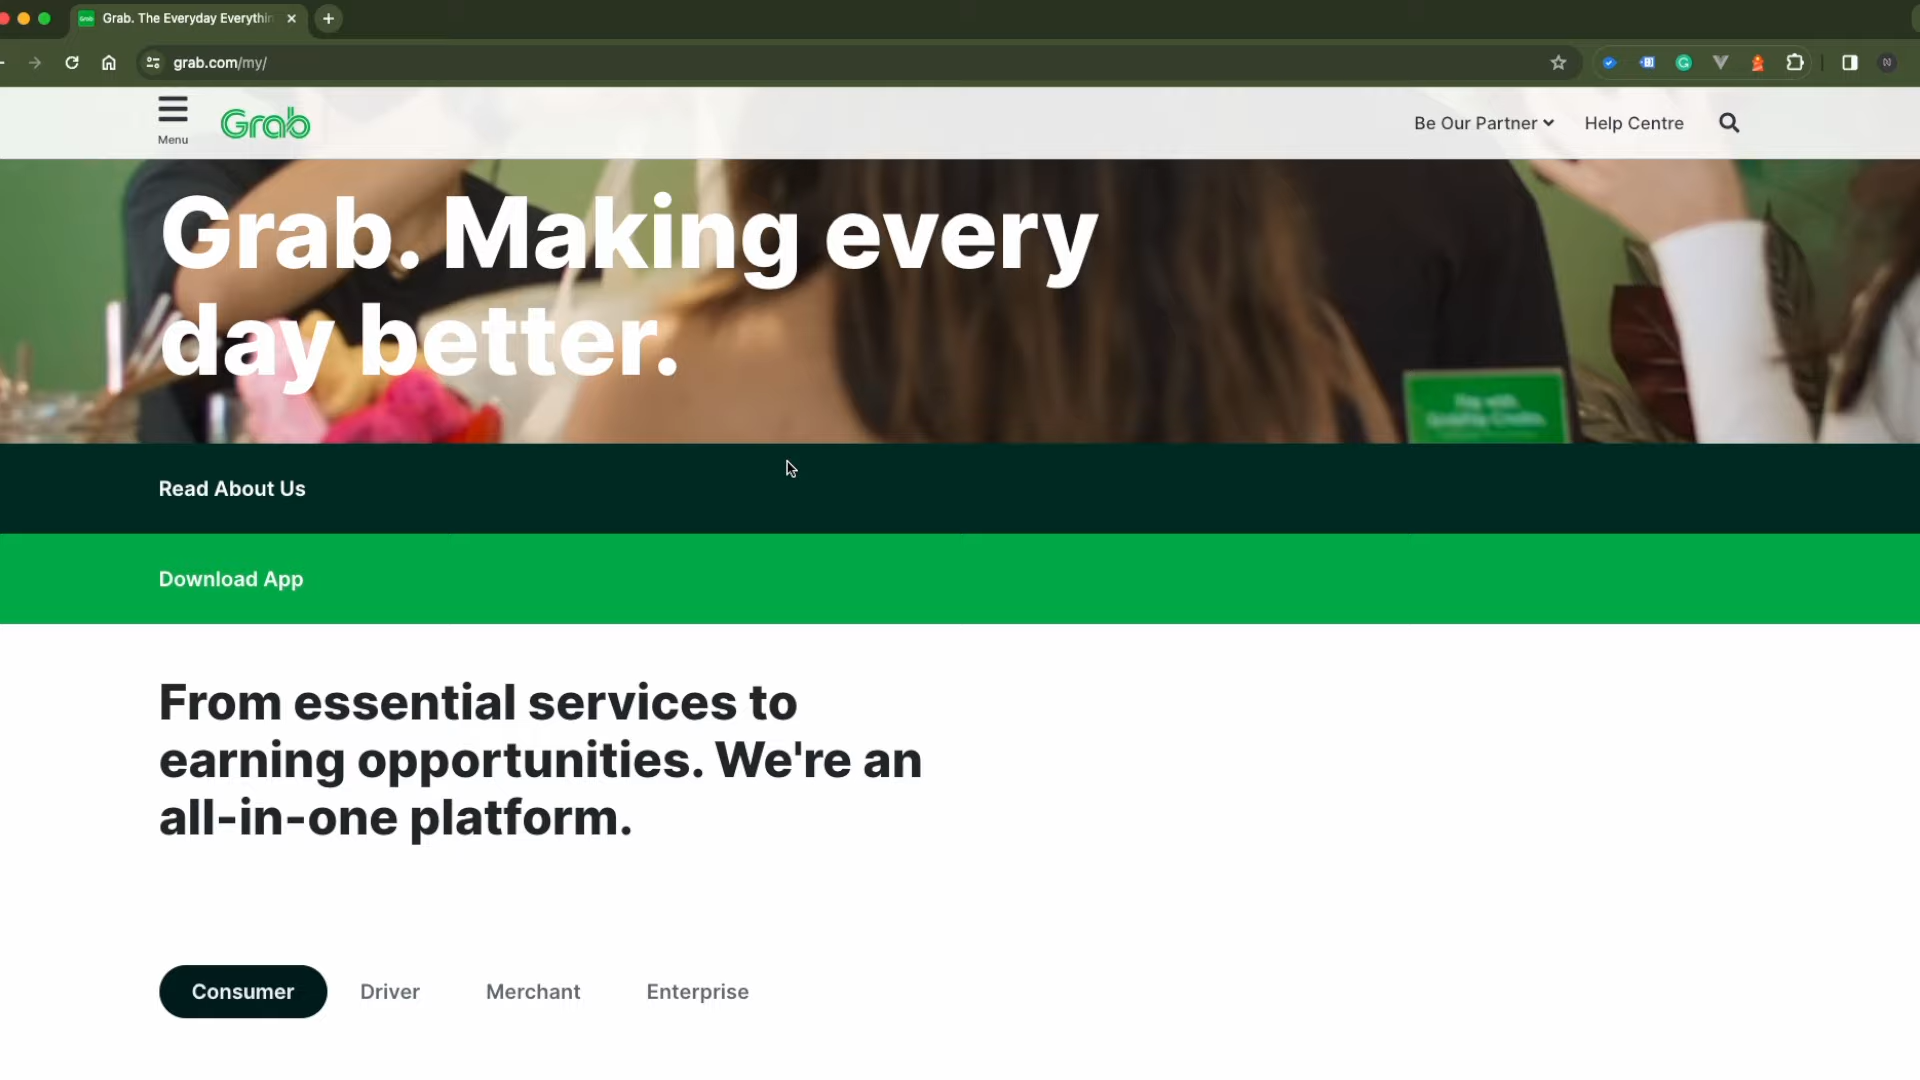 Grab. The Everyday Everythin
grab.com/my/
Menu
Grab
Be Our Partner
Help Centre
Grab. Making every
day better.
Read About Us
Download App
From essential services to
earning opportunities. We're an
all-in-one platform.
Consumer
Driver
Merchant
Enterprise